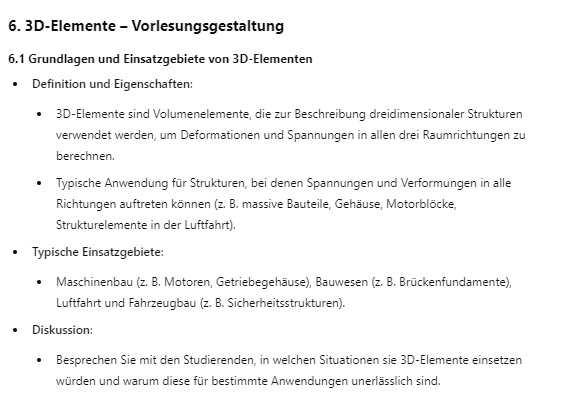 6. 3D-Elemente – Vorlesungsgestaltung
6.1 Grundlagen und Einsatzgebiete von 3D-Elementen
• Definition und Eigenschaften:
• 3D-Elemente sind Volumenelemente, die zur Beschreibung dreidimensionaler Strukturen
verwendet werden, um Deformationen und Spannungen in allen drei Raumrichtungen zu
berechnen.
• Typische Anwendung für Strukturen, bei denen Spannungen und Verformungen in alle
Richtungen auftreten können (z. B. massive Bauteile, Gehäuse, Motorblöcke,
Strukturelemente in der Luftfahrt).
• Typische Einsatzgebiete:
• Maschinenbau (z. B. Motoren, Getriebegehäuse), Bauwesen (z. B. Brückenfundamente),
Luftfahrt und Fahrzeugbau (z. B. Sicherheitsstrukturen).
• Diskussion:
• Besprechen Sie mit den Studierenden, in welchen Situationen sie 3D-Elemente einsetzen
würden und warum diese für bestimmte Anwendungen unerlässlich sind.